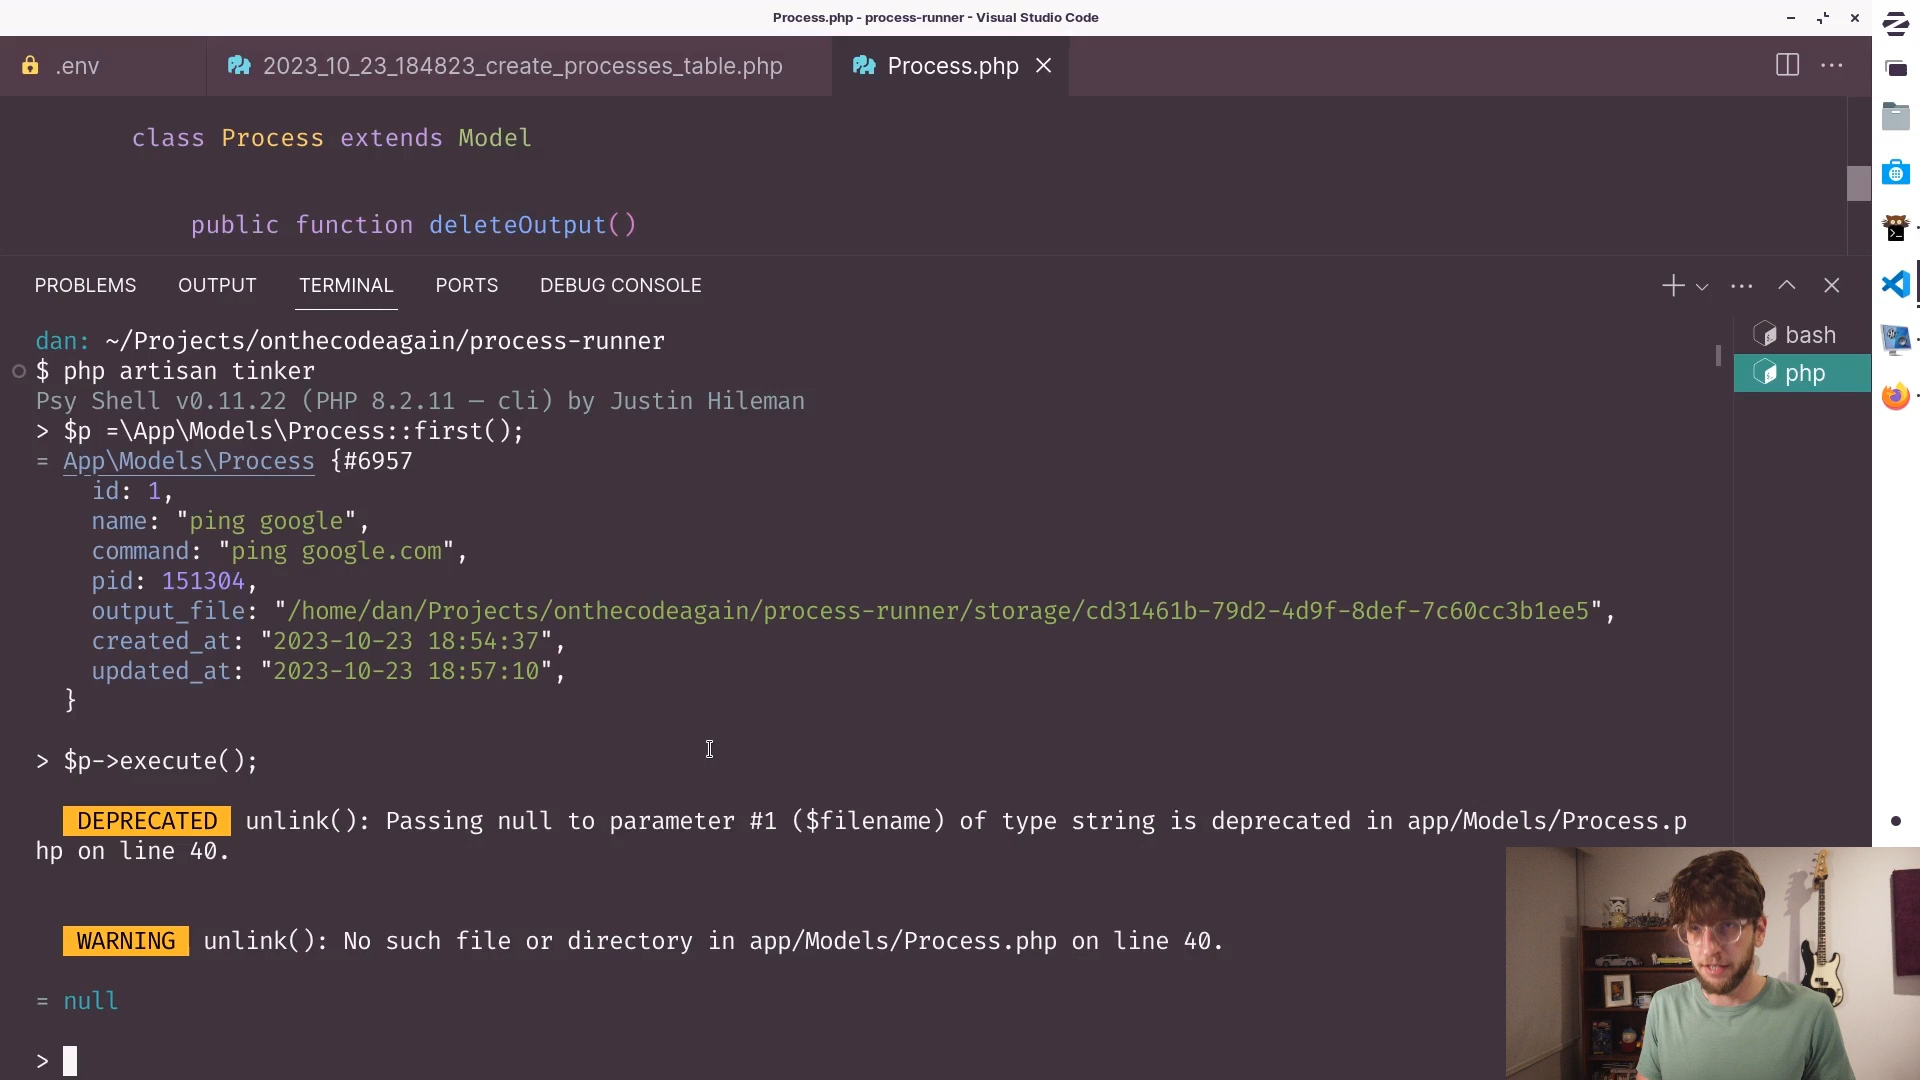 Process.php - process-runner - Visual Studio Code
.env
2023_10_23_184823_create_processes_table.php
Process.php
class Process extends Model
public function deleteOutput()
PROBLEMS
OUTPUT
TERMINAL
PORTS
DEBUG CONSOLE
dan: ~/Projects/onthecodeagain/process-runner
$ php artisan tinker
Psy Shell v0.11.22 (PHP 8.2.11 — cli) by Justin Hileman
> $p =\App\Models\Process::first();
= App\Models\Process {#6957
id: 1,
name: "ping google",
command: "ping google.com",
pid: 151304,
output_file: "/home/dan/Projects/onthecodeagain/process-runner/storage/cd31461b-79d2-4d9f-8def-7c60cc3b1ee5",
created_at: "2023-10-23 18:54:37",
updated_at: "2023-10-23 18:57:10",
}
> $p->execute();
DEPRECATED unlink(): Passing null to parameter #1 ($filename) of type string is deprecated in app/Models/Process.p
hp on line 40.
WARNING unlink(): No such file or directory in app/Models/Process.php on line 40.
= null
>
bash
php